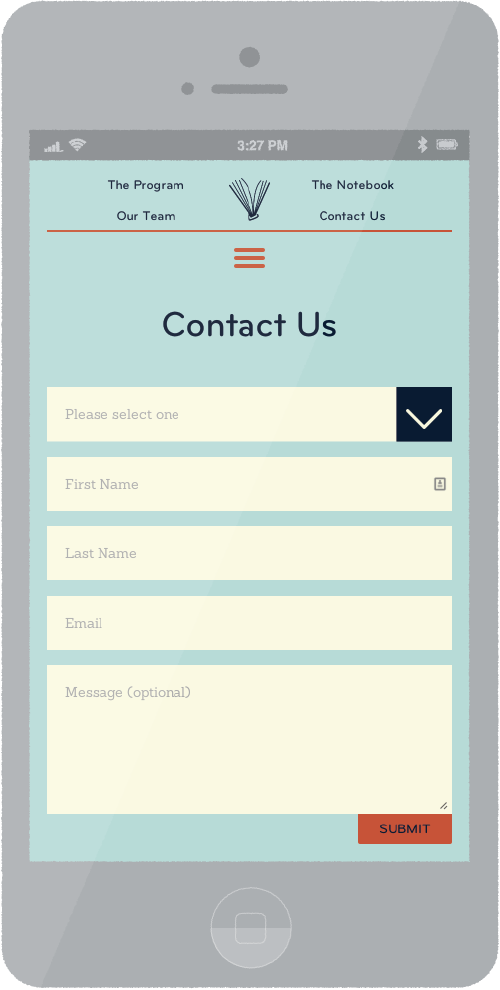 3:27 PM
The Program
The Notebook
Our Team
Contact Us
Contact Us
Please select one
First Name
Last Name
Email
Message (optional)
SUBMIT